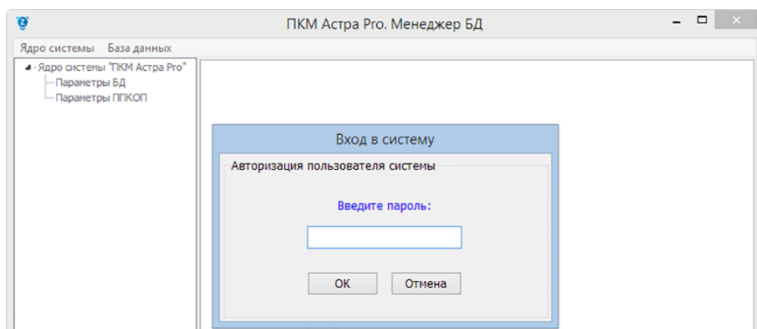 ПКМ Астра Pro. Менеджер БД
Ядро системы База данных
Ядро системы "ПКМ Астра Pro"
Параметры БД
Параметры ППКОП
Вход в систему
Авторизация пользователя системы
Введите пароль:
ОК Отмена